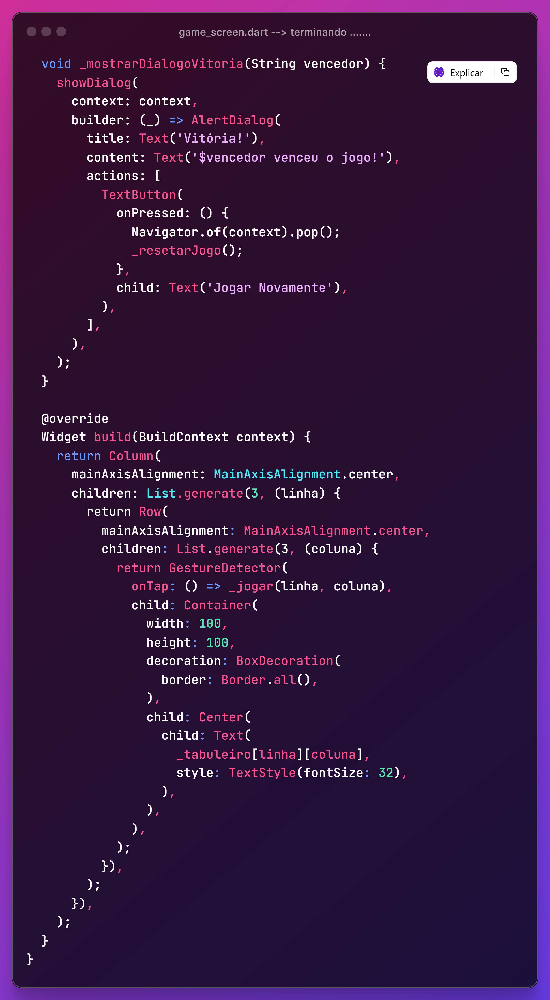 game_screen.dart --> terminando .......
  void _mostrarDialogoVitoria(String vencedor) {
Explicar
    showDialog(
      context: context,
      builder: (_) => AlertDialog(
        title: Text('Vitória!'),
        content: Text('$vencedor venceu o jogo!'),
        actions: [
          TextButton(
            onPressed: () {
              Navigator.of(context).pop();
              _resetarJogo();
            },
            child: Text('Jogar Novamente'),
          ),
        ],
      ),
    );
  }

  @override
  Widget build(BuildContext context) {
    return Column(
      mainAxisAlignment: MainAxisAlignment.center,
      children: List.generate(3, (linha) {
        return Row(
          mainAxisAlignment: MainAxisAlignment.center,
          children: List.generate(3, (coluna) {
            return GestureDetector(
              onTap: () => _jogar(linha, coluna),
              child: Container(
                width: 100,
                height: 100,
                decoration: BoxDecoration(
                  border: Border.all(),
                ),
                child: Center(
                  child: Text(
                    _tabuleiro[linha][coluna],
                    style: TextStyle(fontSize: 32),
                  ),
                ),
              ),
            );
          }),
        );
      }),
    );
  }
}